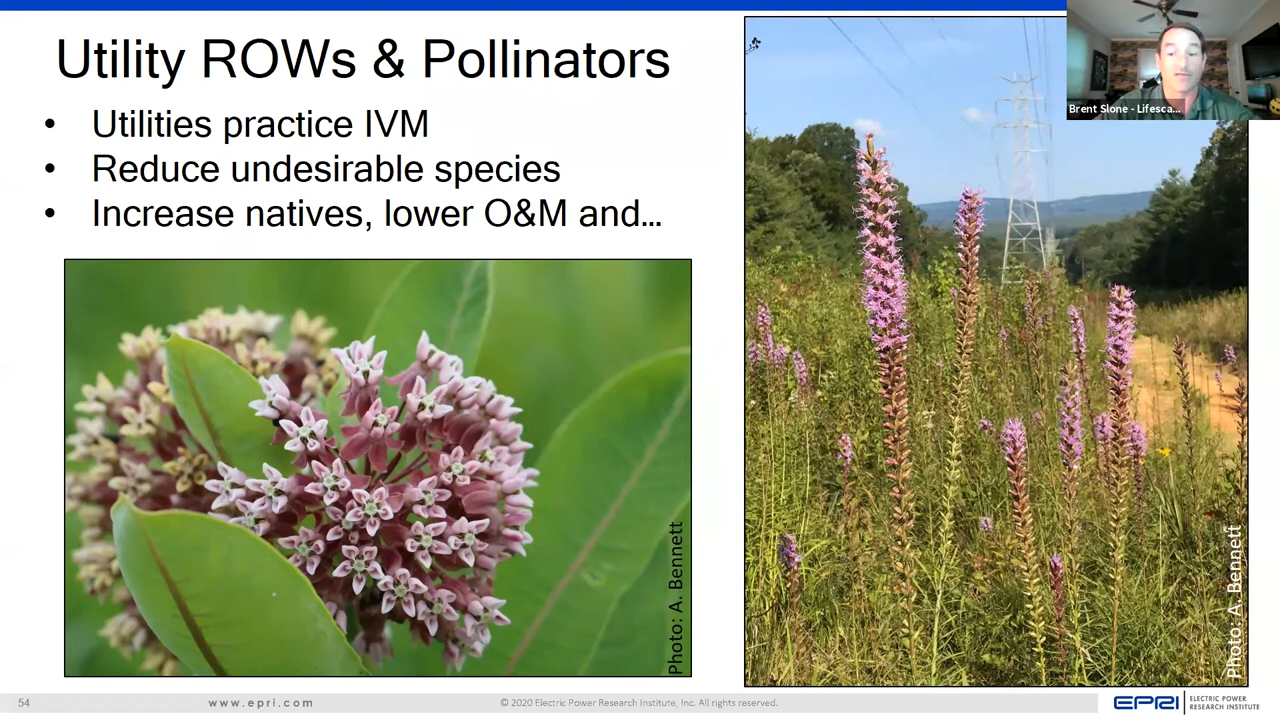 Utility ROWs & Pollinators
• Utilities practice IVM
• Reduce undesirable species
• Increase natives, lower O&M and...
Photo: A. Bennett
Photo: A. Bennett
Brent Slone - Lifesca...
54
www.epri.com
© 2020 Electric Power Research Institute, Inc. All rights reserved.
EPRI
ELECTRIC POWER
RESEARCH INSTITUTE